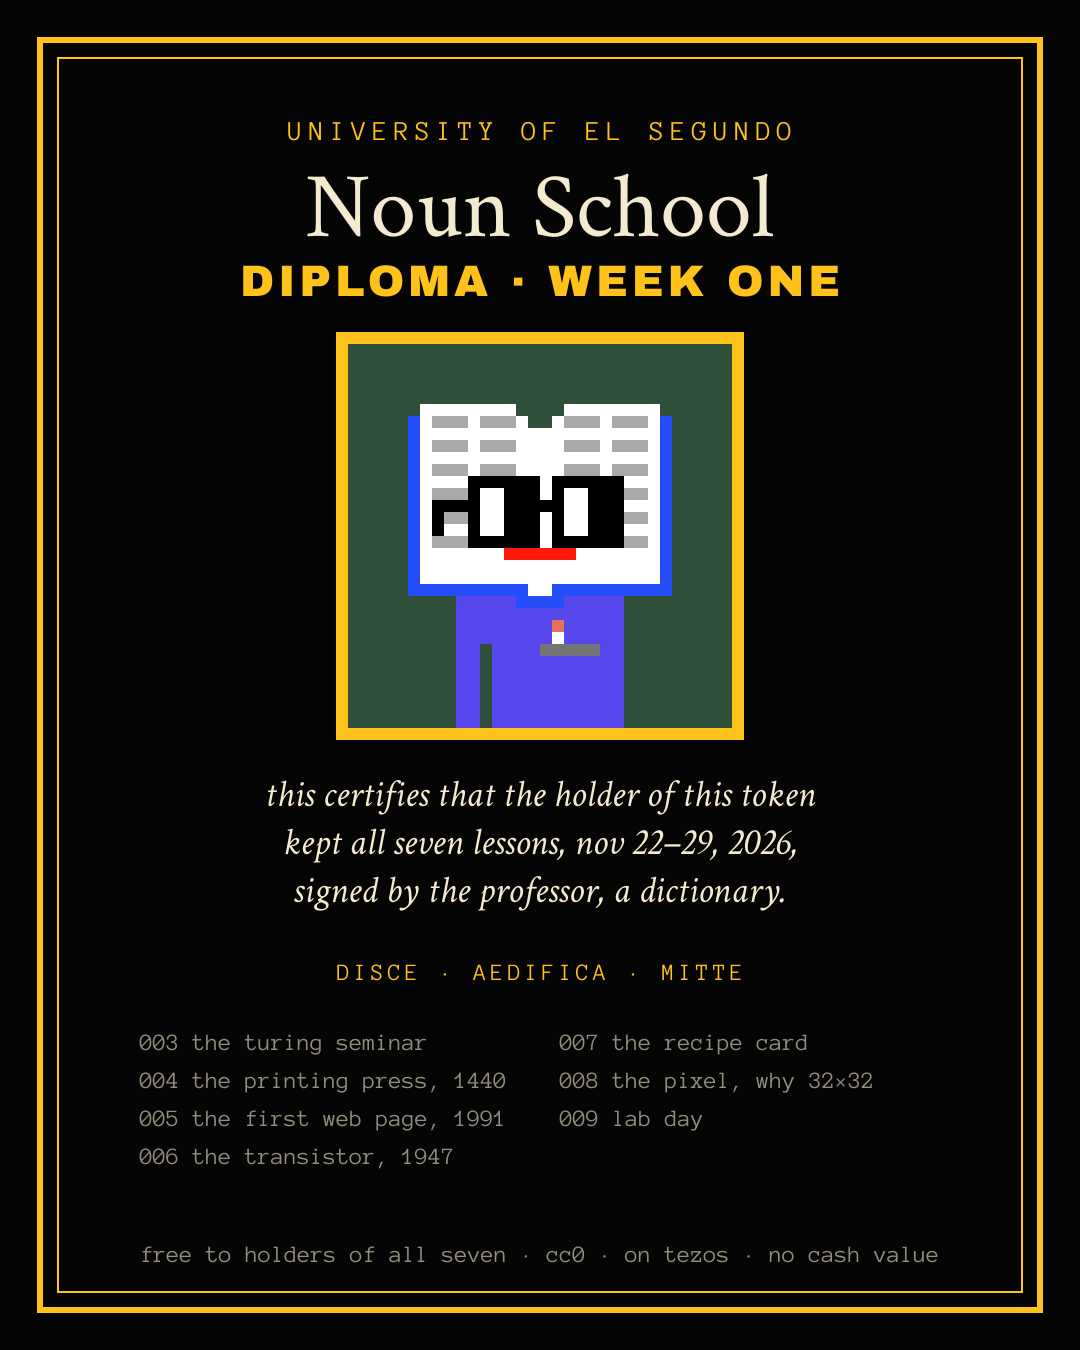 UNIVERSITY OF EL SEGUNDO
Noun School
DIPLOMA · WEEK ONE
this certifies that the holder of this token
kept all seven lessons, nov 22–29, 2026,
signed by the professor, a dictionary.
DISCE · AEDIFICA · MITTE
003 the turing seminar
004 the printing press, 1440
005 the first web page, 1991
006 the transistor, 1947
007 the recipe card
008 the pixel, why 32×32
009 lab day
free to holders of all seven · cc0 · on tezos · no cash value